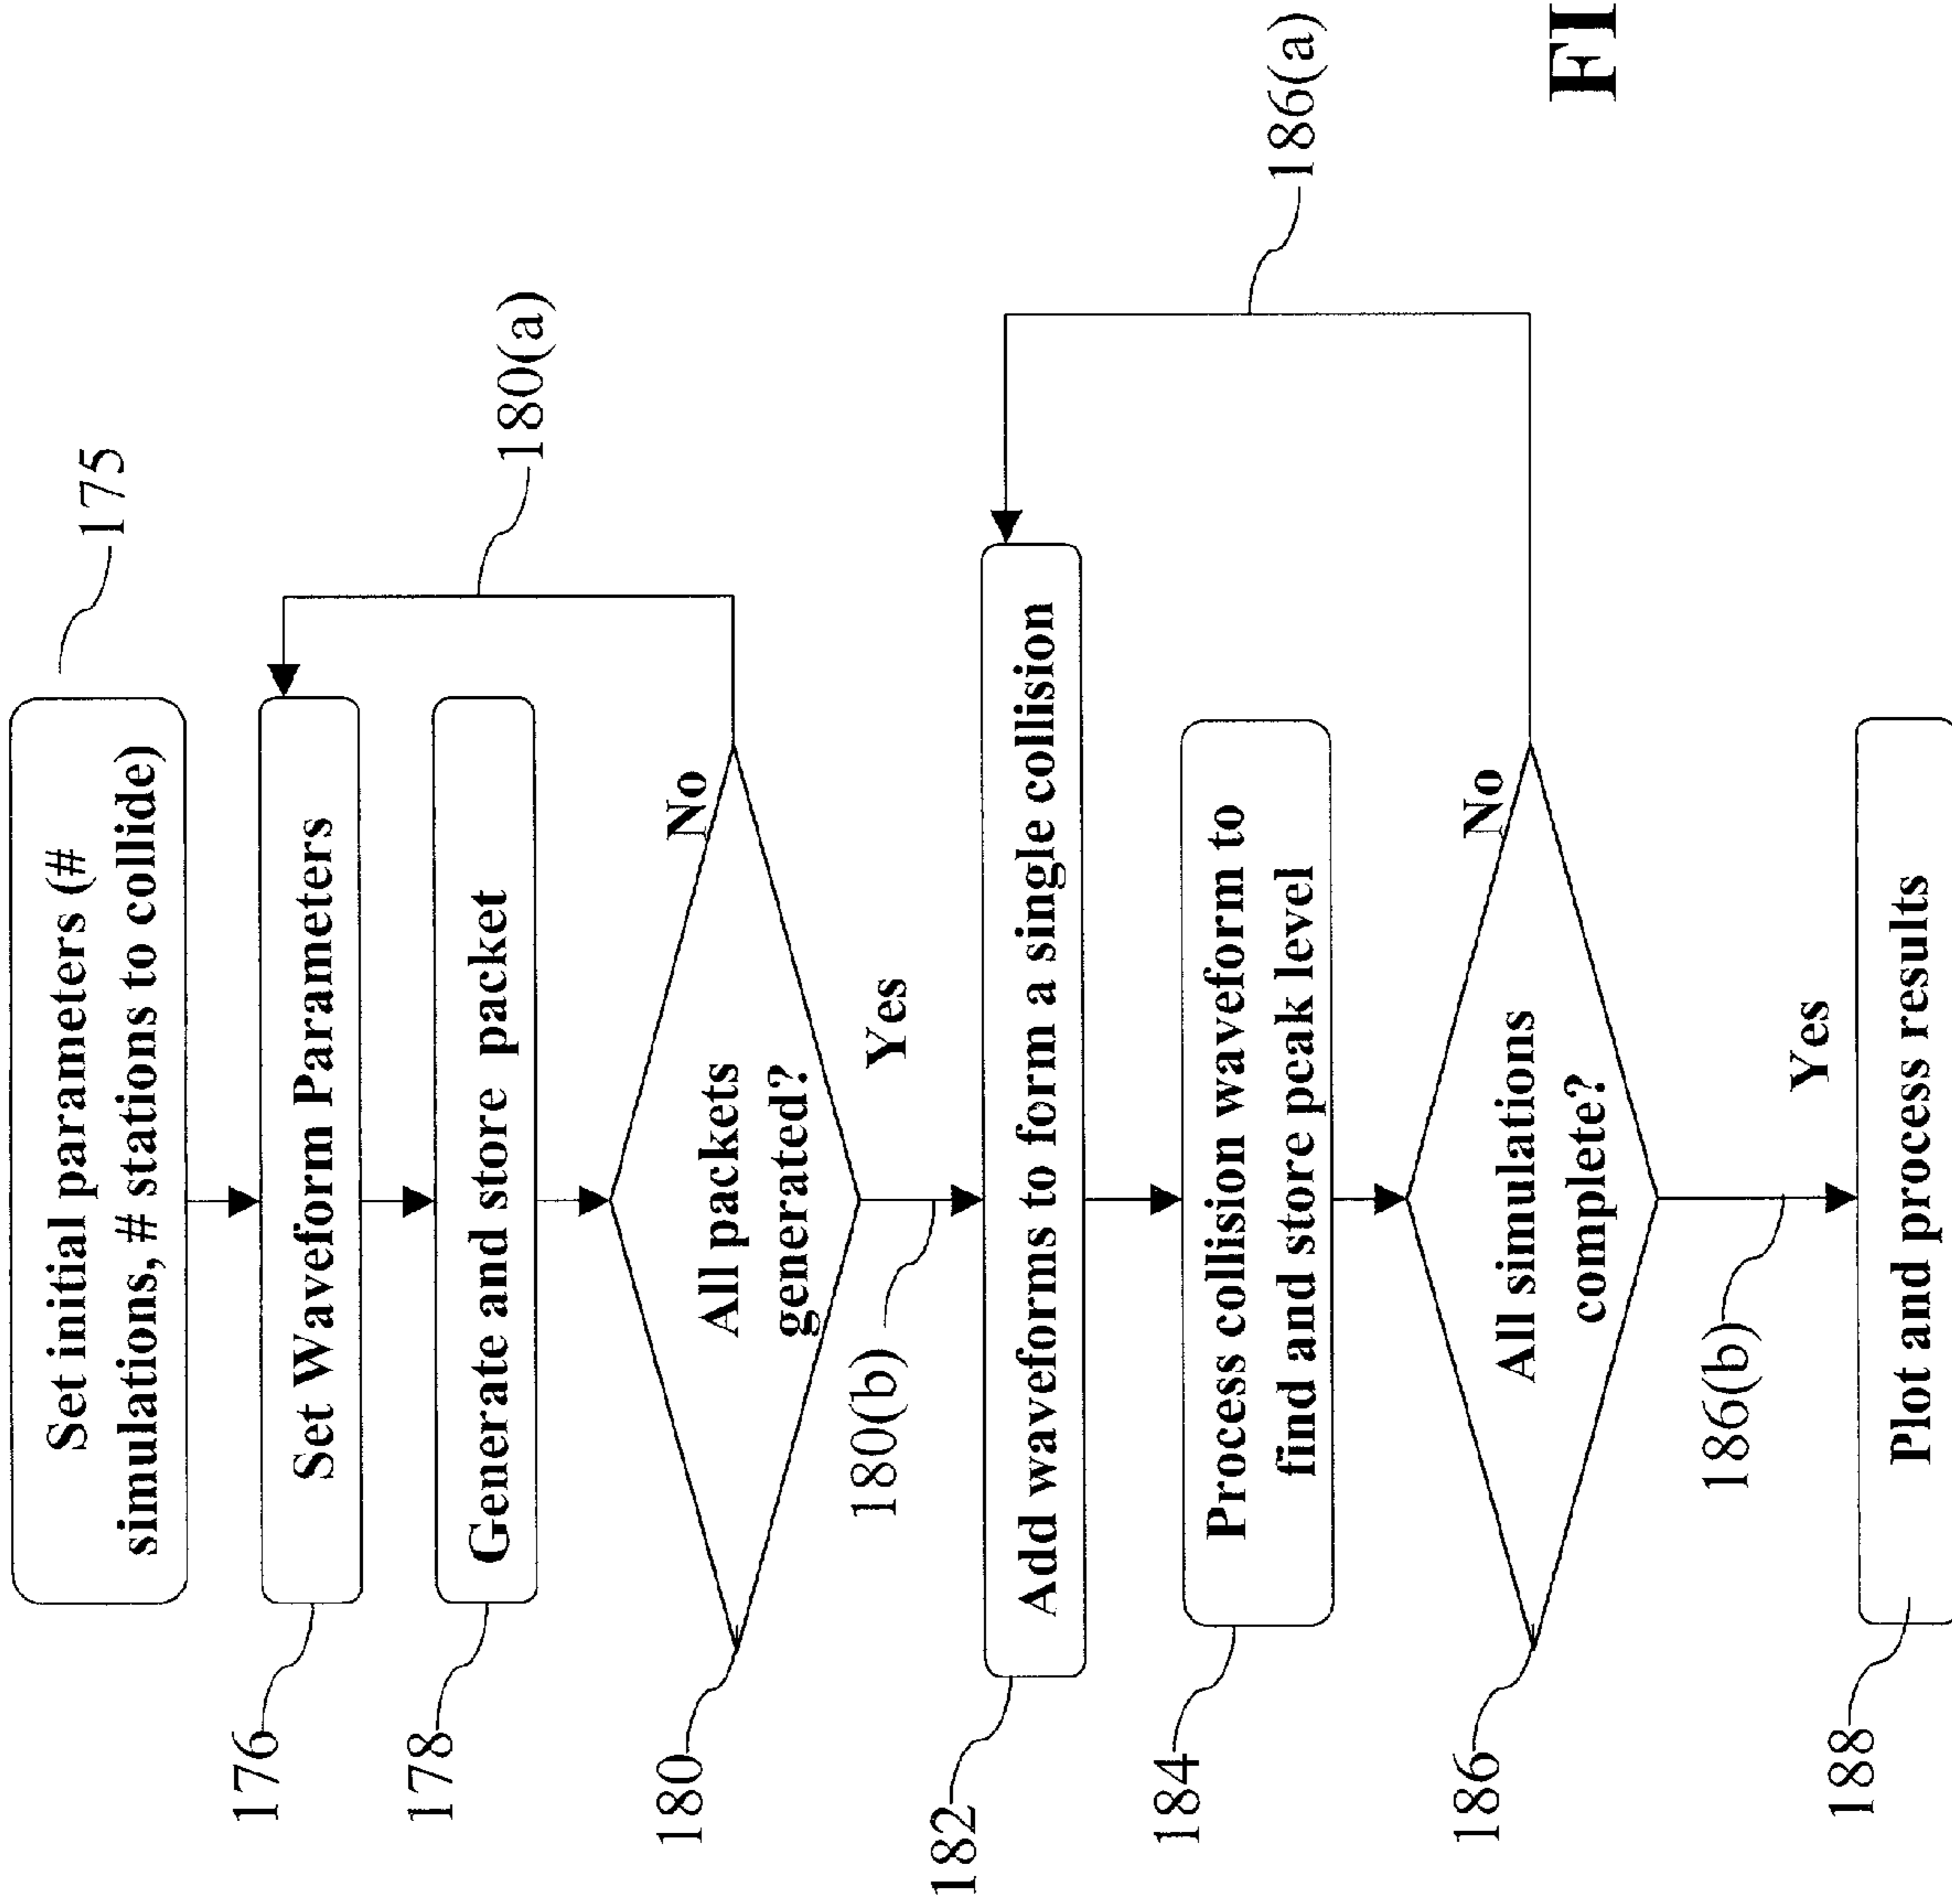 Set initial parameters (#
simulations, # stations to collide)
175
Set Waveform Parameters
176
Generate and store packet
178
All packets
generated?
No
180
180(a)
Yes
180(b)
Add waveforms to form a single collision
182
Process collision waveform to
find and store peak level
184
All simulations
complete?
No
186
186(a)
Yes
186(b)
Plot and process results
188
FI